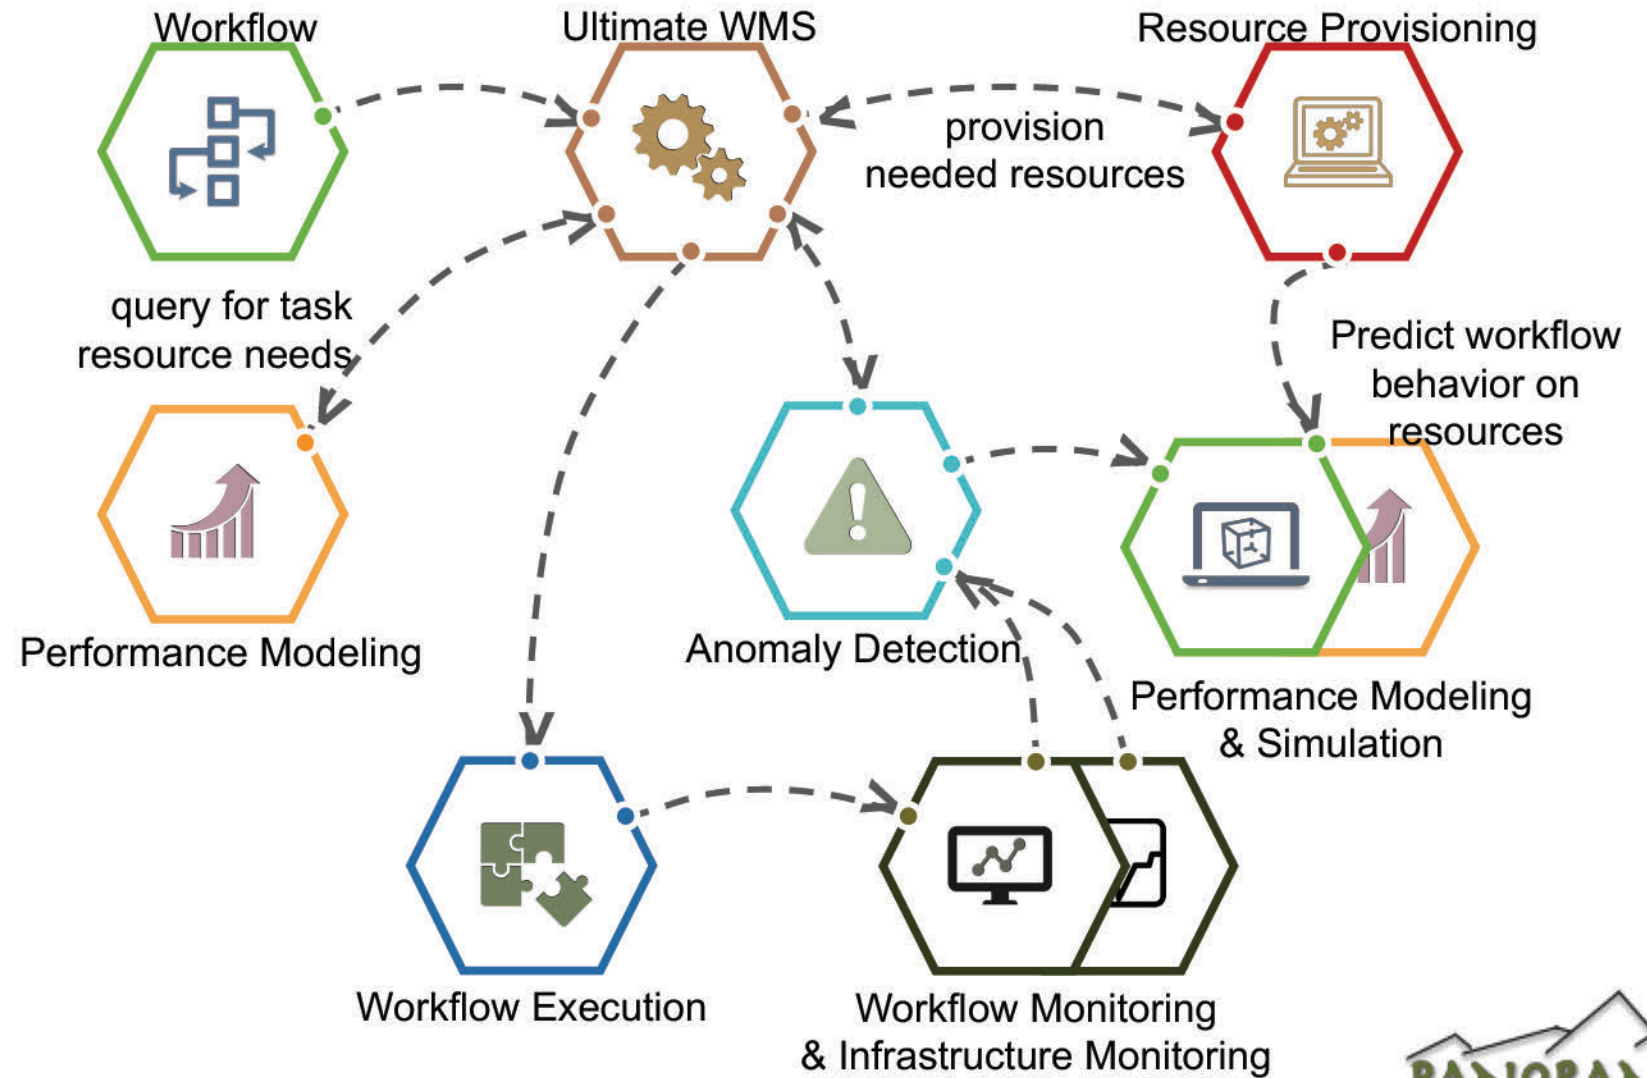 Workflow
Ultimate WMS
Resource Provisioning
provision
needed resources
query for task
resource needs
Predict workflow
behavior on
resources
Performance Modeling
Anomaly Detection
Performance Modeling
& Simulation
Workflow Execution
Workflow Monitoring
& Infrastructure Monitoring